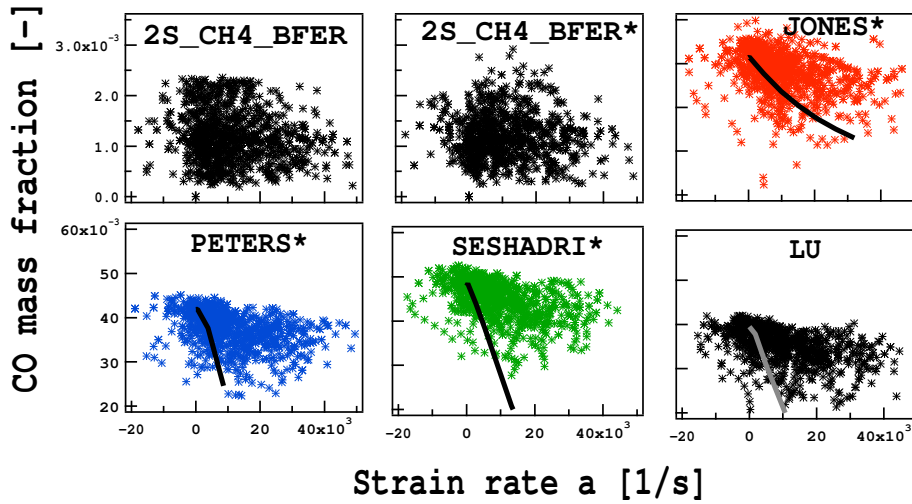 CO mass fraction [-]
2S_CH4_BFER
2S_CH4_BFER*
JONES*
3.0x10⁻³
2.0
1.0
0.0
PETERS*
SESHADRI*
LU
60x10⁻³
50
40
30
20
-20 0 20 40x10³
-20 0 20 40x10³
-20 0 20 40x10³
Strain rate a [1/s]